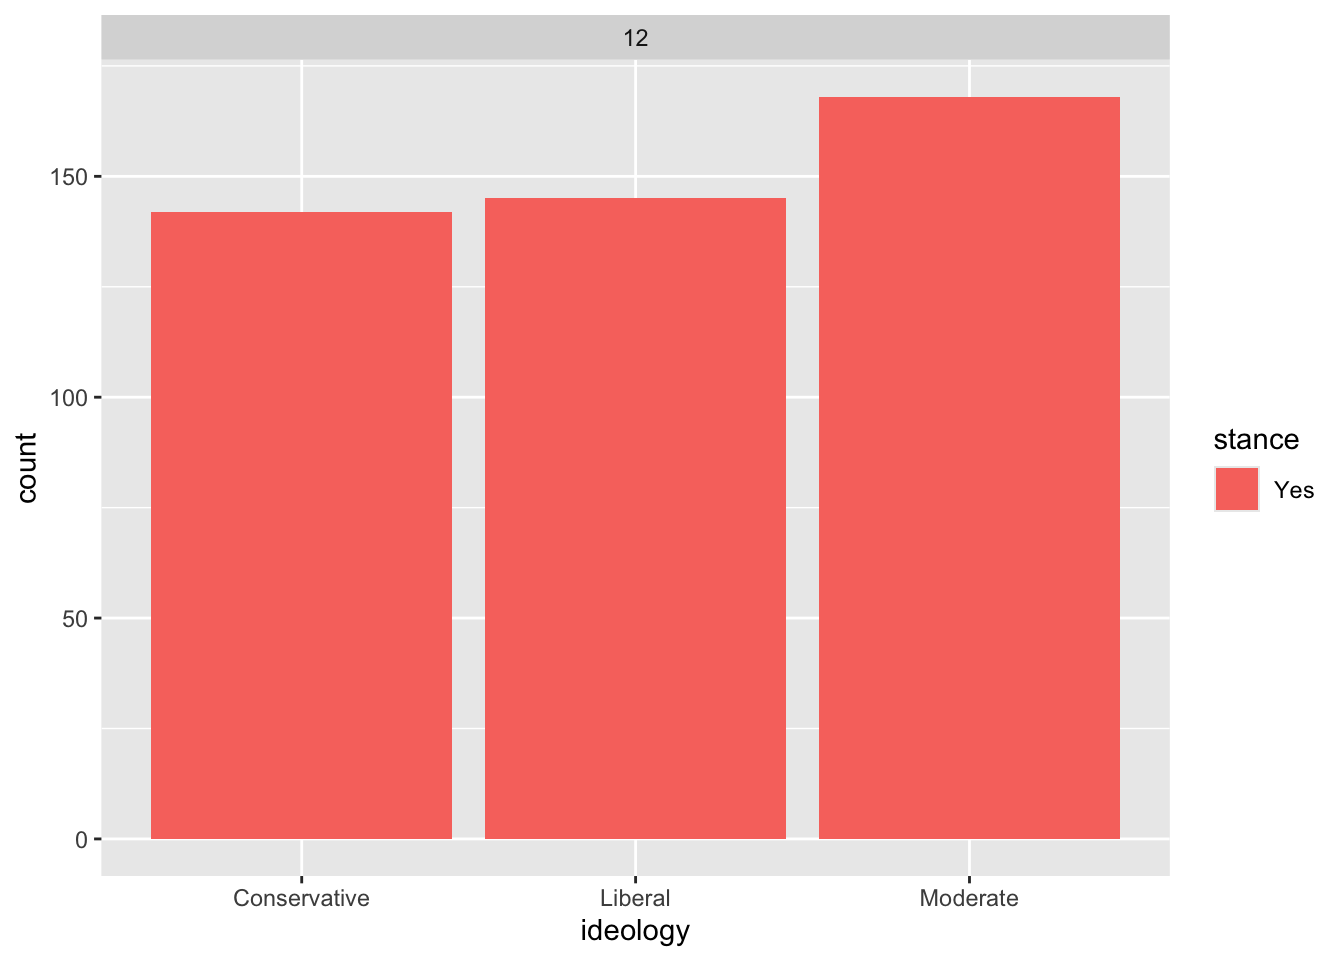 12
150
100
50
0
count
Conservative
Liberal
Moderate
ideology
stance
Yes